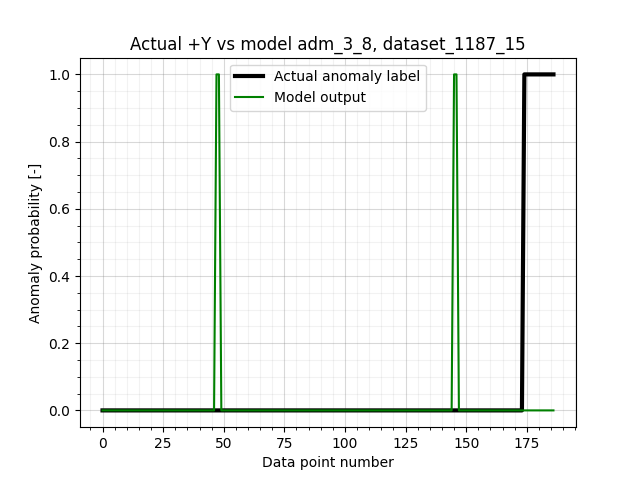 Actual +Y vs model adm_3_8, dataset_1187_15
Actual anomaly label
Model output
1.0
0.8
0.6
0.4
0.2
0.0
Anomaly probability [-]
0 25 50 75 100 125 150 175
Data point number